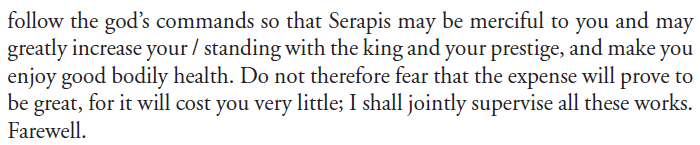 follow the god’s commands so that Serapis may be merciful to you and may
greatly increase your / standing with the king and your prestige, and make you
enjoy good bodily health. Do not therefore fear that the expense will prove to
be great, for it will cost you very little; I shall jointly supervise all these works.
Farewell.